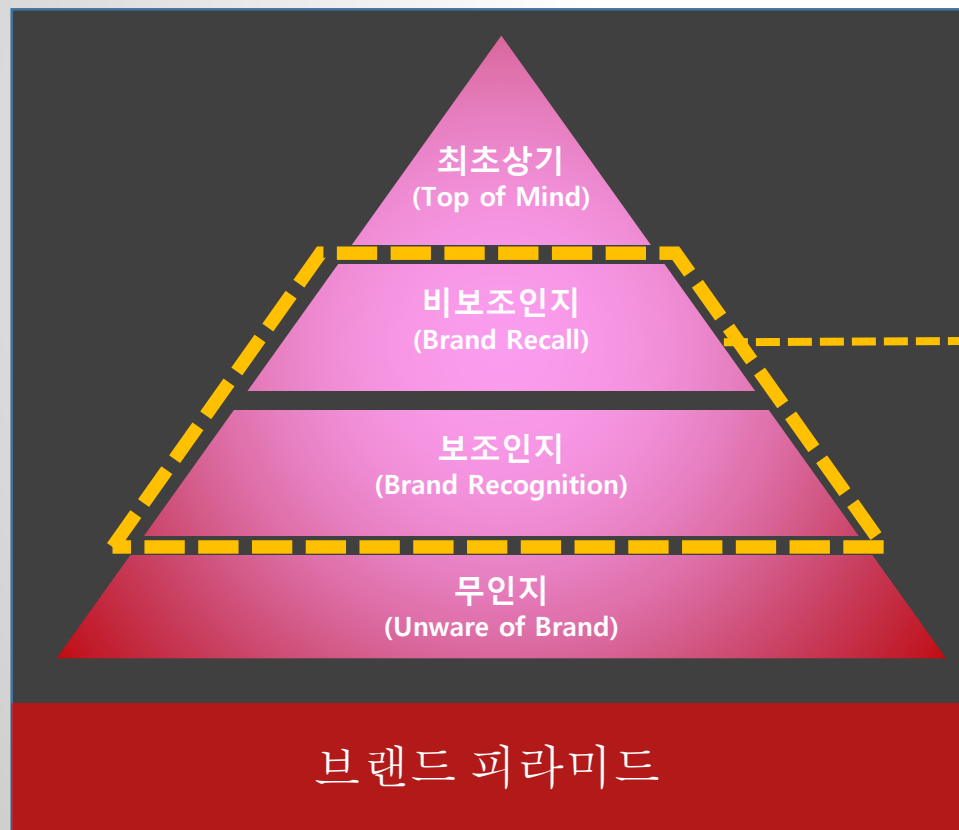 최초상기
(Top of Mind)
비보조인지
(Brand Recall)
보조인지
(Brand Recognition)
무인지
(Unware of Brand)
브랜드 피라미드